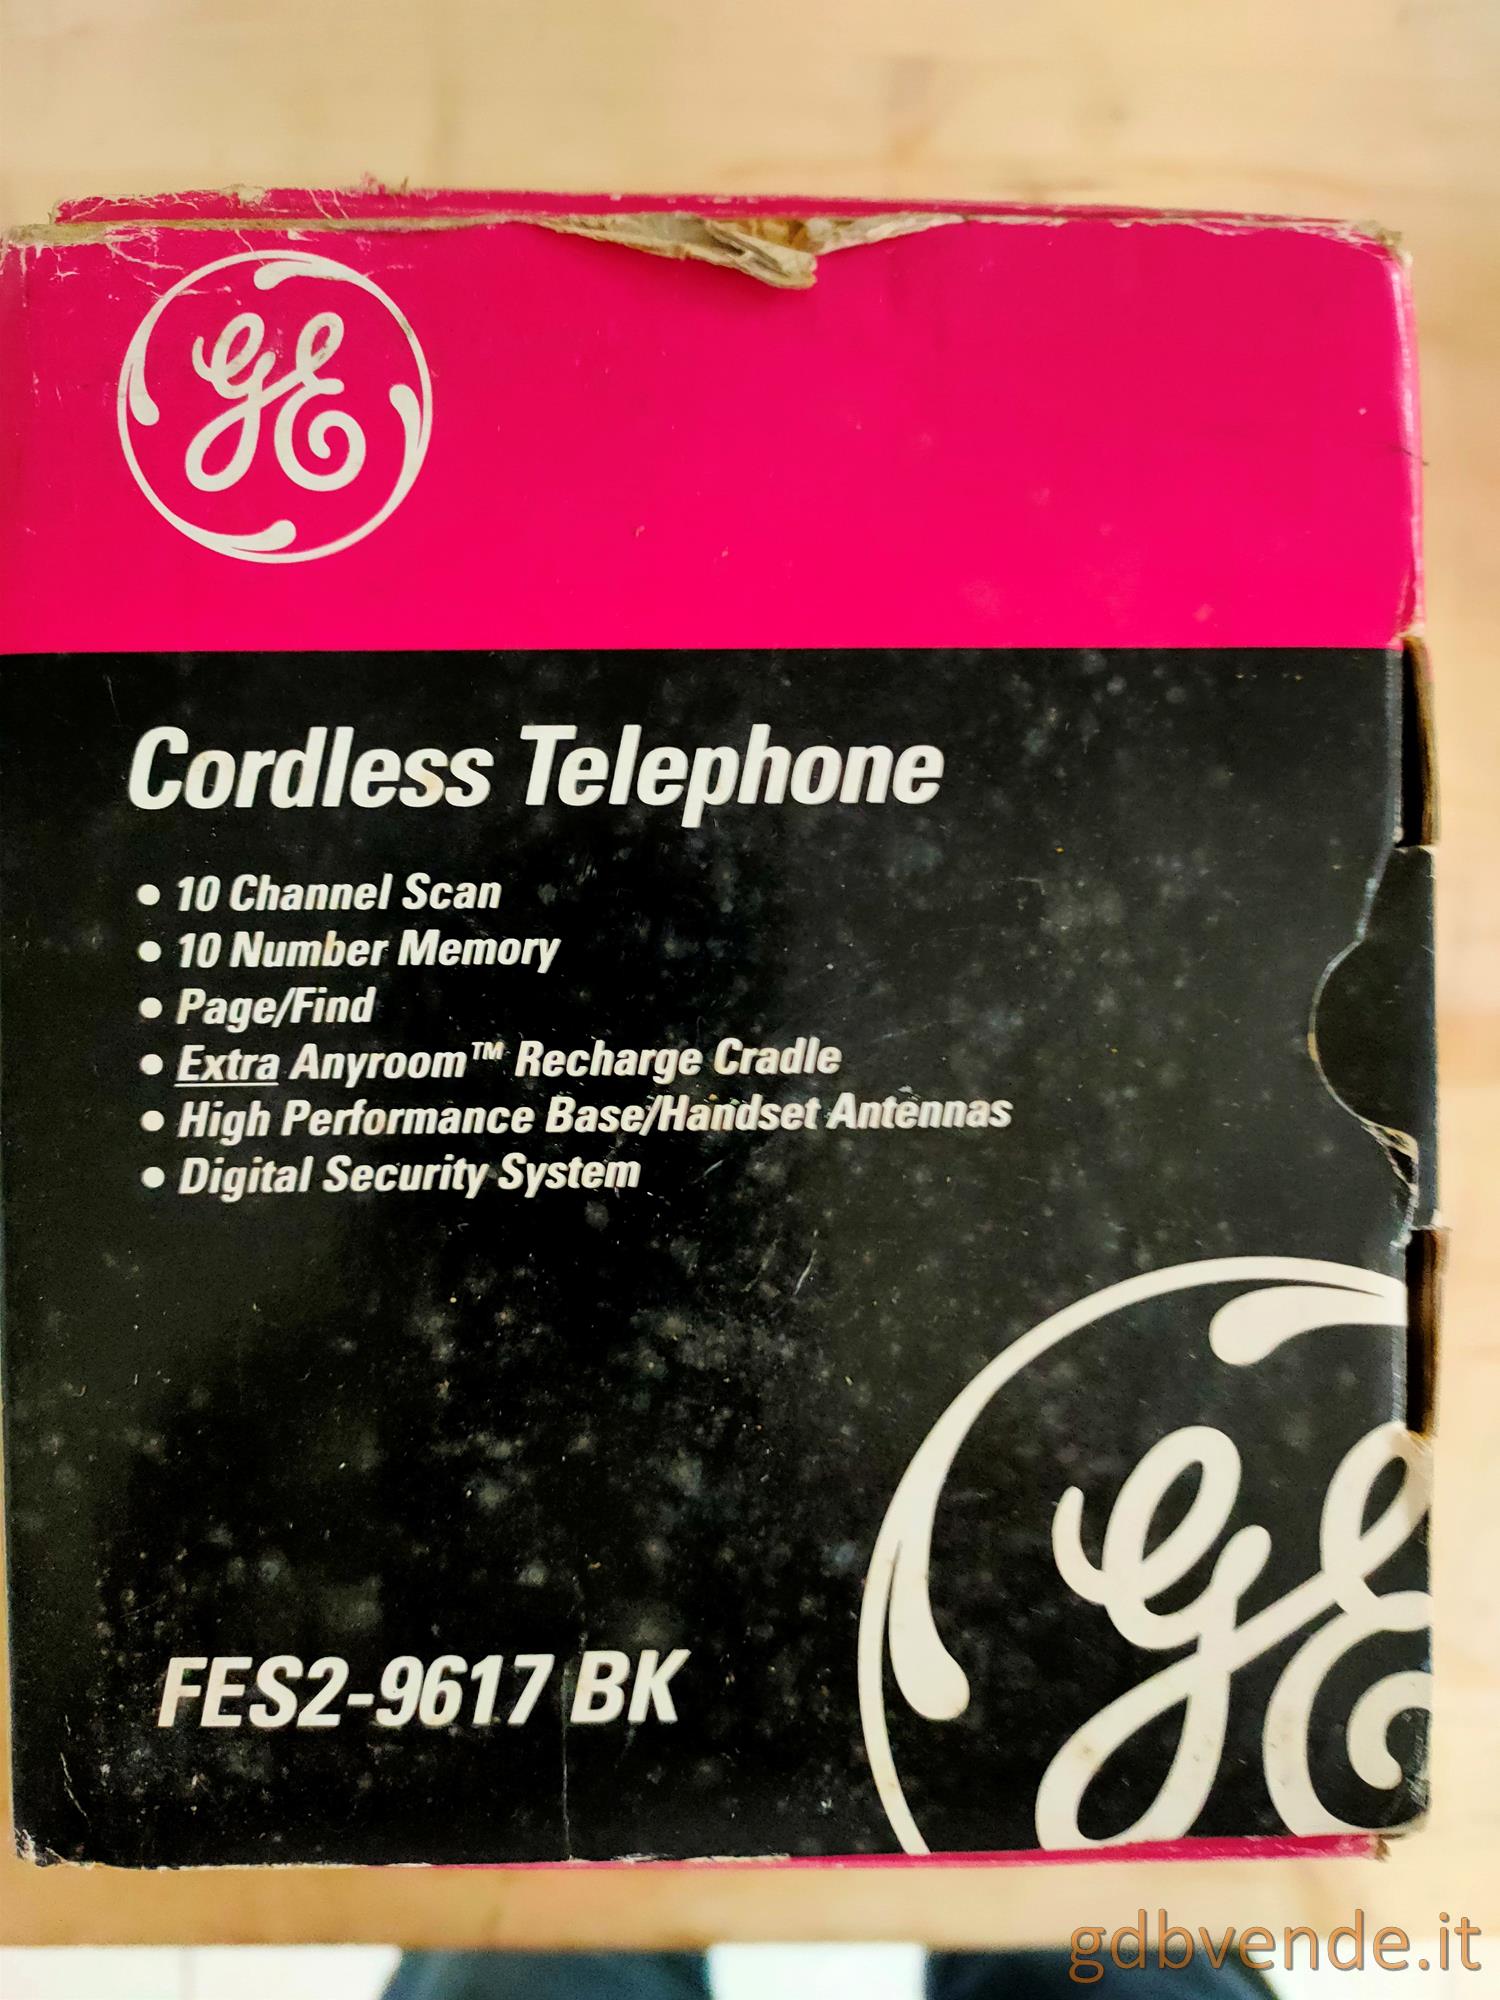 GE
Cordless Telephone
• 10 Channel Scan
• 10 Number Memory
• Page/Find
• Extra Anyroom™ Recharge Cradle
• High Performance Base/Handset Antennas
• Digital Security System
GE
FES2-9617 BK
gdbvende.it